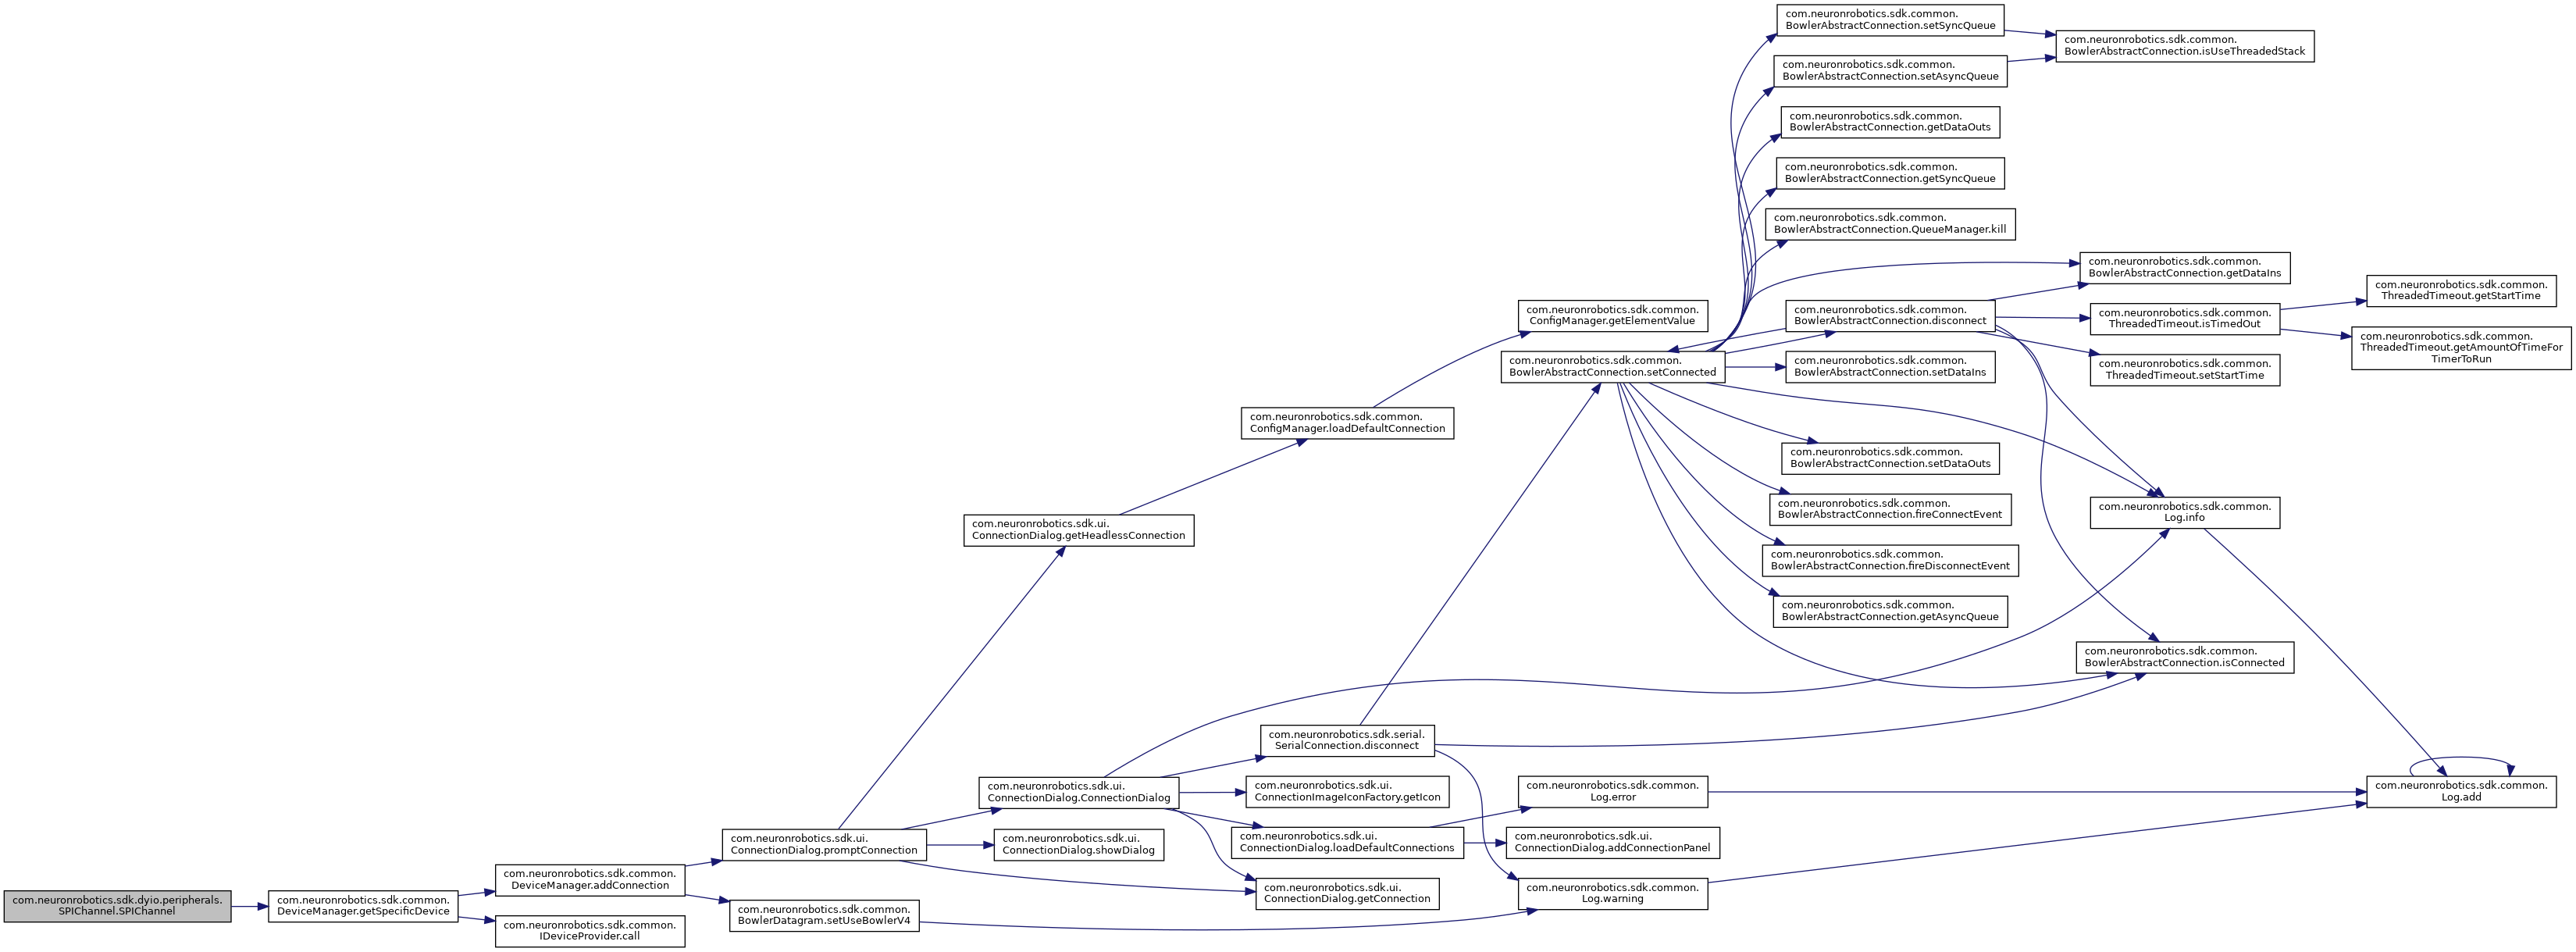 com.neuronrobotics.sdk.dyio.peripherals.
SPIChannel.SPIChannel
com.neuronrobotics.sdk.common.
DeviceManager.getSpecificDevice
com.neuronrobotics.sdk.common.
DeviceManager.addConnection
com.neuronrobotics.sdk.common.
IDeviceProvider.call
com.neuronrobotics.sdk.ui.
ConnectionDialog.promptConnection
com.neuronrobotics.sdk.common.
BowlerDatagram.setUseBowlerV4
com.neuronrobotics.sdk.ui.
ConnectionDialog.getHeadlessConnection
com.neuronrobotics.sdk.ui.
ConnectionDialog.ConnectionDialog
com.neuronrobotics.sdk.ui.
ConnectionDialog.showDialog
com.neuronrobotics.sdk.common.
ConfigManager.loadDefaultConnection
com.neuronrobotics.sdk.serial.
SerialConnection.disconnect
com.neuronrobotics.sdk.ui.
ConnectionImageIconFactory.getIcon
com.neuronrobotics.sdk.ui.
ConnectionDialog.loadDefaultConnections
com.neuronrobotics.sdk.ui.
ConnectionDialog.getConnection
com.neuronrobotics.sdk.common.
ConfigManager.getElementValue
com.neuronrobotics.sdk.common.
BowlerAbstractConnection.setConnected
com.neuronrobotics.sdk.common.
Log.error
com.neuronrobotics.sdk.ui.
ConnectionDialog.addConnectionPanel
com.neuronrobotics.sdk.common.
Log.warning
com.neuronrobotics.sdk.common.
BowlerAbstractConnection.setSyncQueue
com.neuronrobotics.sdk.common.
BowlerAbstractConnection.setAsyncQueue
com.neuronrobotics.sdk.common.
BowlerAbstractConnection.getDataOuts
com.neuronrobotics.sdk.common.
BowlerAbstractConnection.getSyncQueue
com.neuronrobotics.sdk.common.
BowlerAbstractConnection.QueueManager.kill
com.neuronrobotics.sdk.common.
BowlerAbstractConnection.disconnect
com.neuronrobotics.sdk.common.
BowlerAbstractConnection.setDataIns
com.neuronrobotics.sdk.common.
BowlerAbstractConnection.setDataOuts
com.neuronrobotics.sdk.common.
BowlerAbstractConnection.fireConnectEvent
com.neuronrobotics.sdk.common.
BowlerAbstractConnection.fireDisconnectEvent
com.neuronrobotics.sdk.common.
BowlerAbstractConnection.getAsyncQueue
com.neuronrobotics.sdk.common.
BowlerAbstractConnection.isUseThreadedStack
com.neuronrobotics.sdk.common.
BowlerAbstractConnection.getDataIns
com.neuronrobotics.sdk.common.
ThreadedTimeout.isTimedOut
com.neuronrobotics.sdk.common.
ThreadedTimeout.setStartTime
com.neuronrobotics.sdk.common.
Log.info
com.neuronrobotics.sdk.common.
BowlerAbstractConnection.isConnected
com.neuronrobotics.sdk.common.
ThreadedTimeout.getStartTime
com.neuronrobotics.sdk.common.
ThreadedTimeout.getAmountOfTimeFor
TimerToRun
com.neuronrobotics.sdk.common.
Log.add